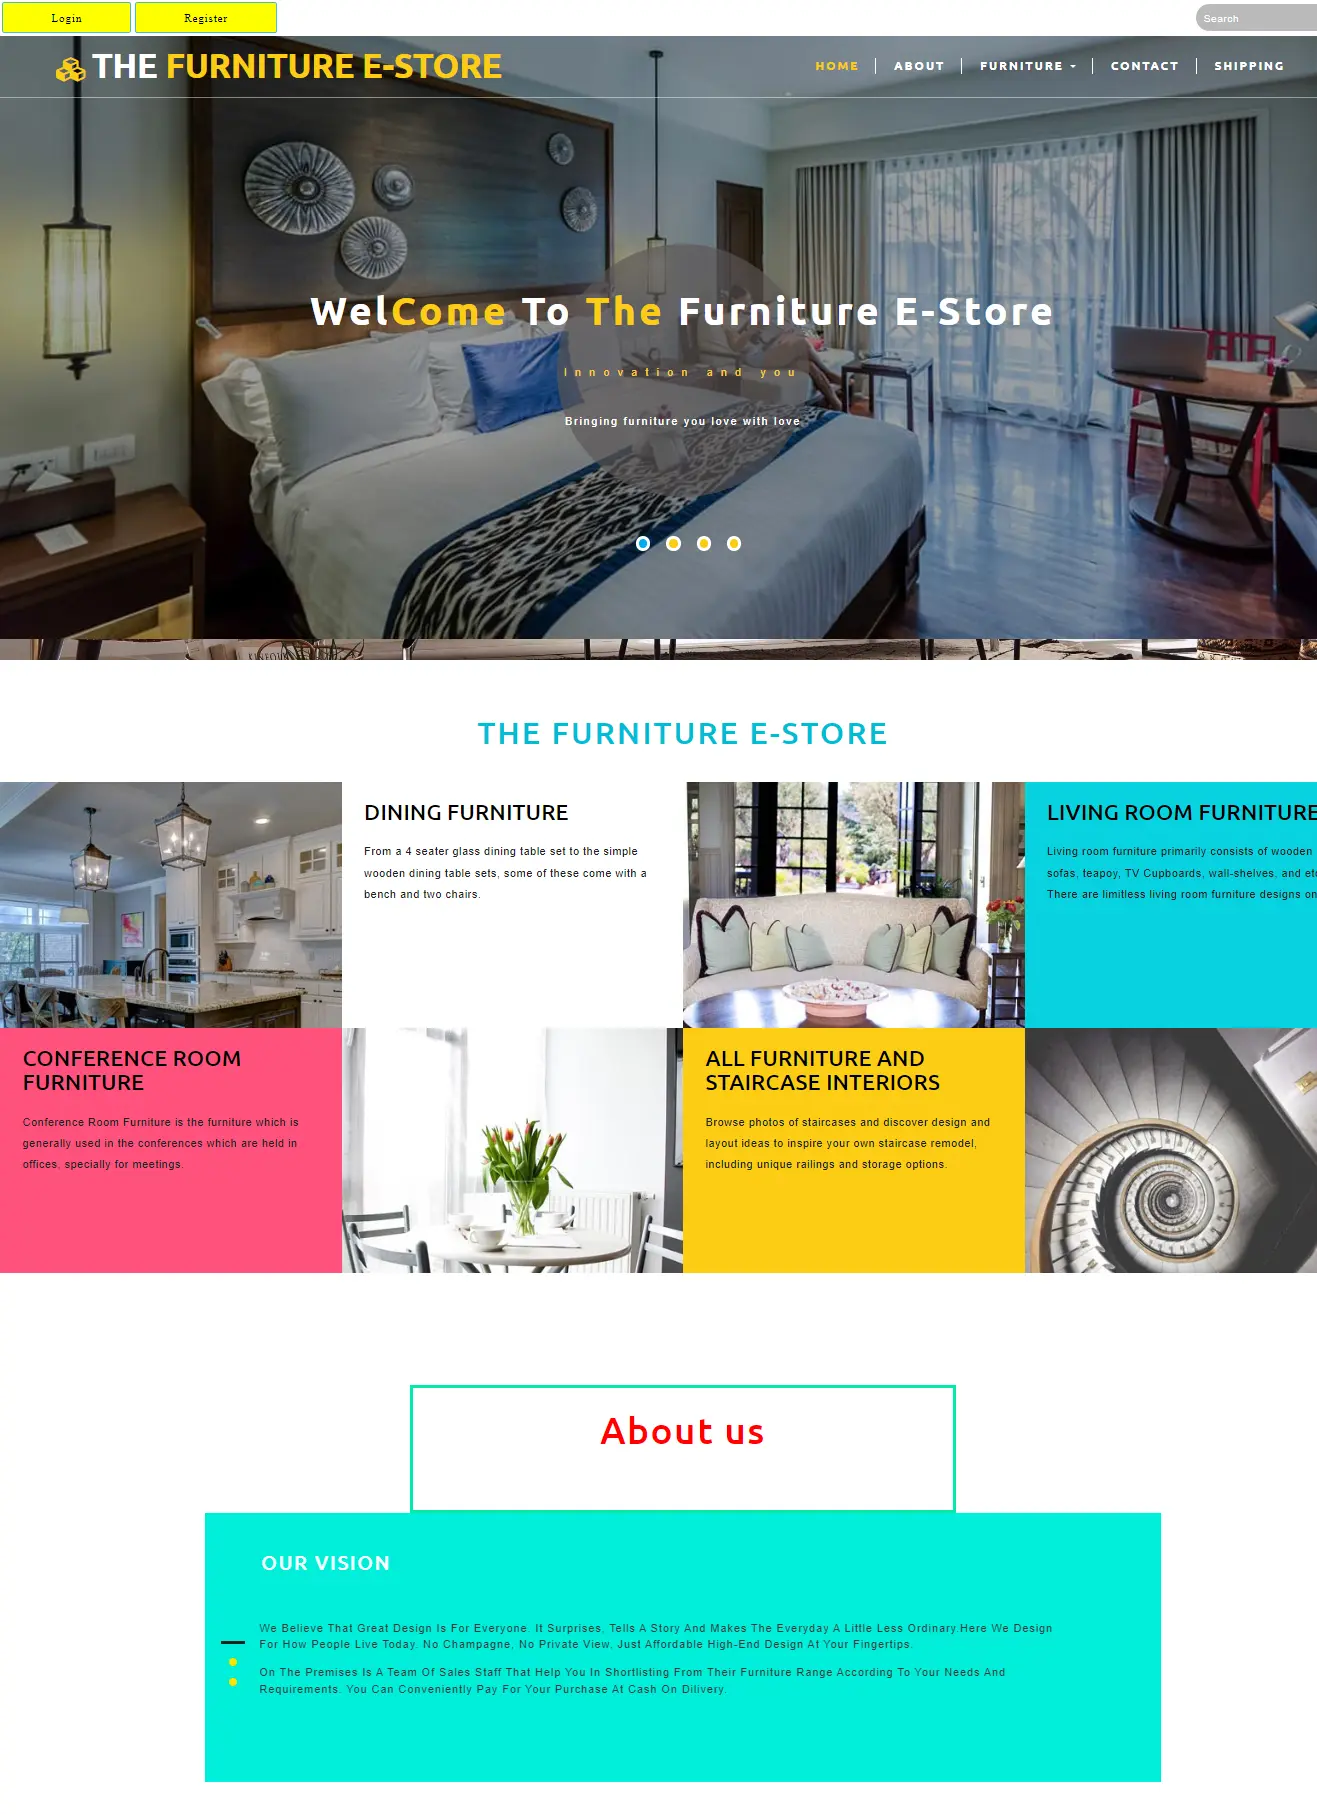 Login
Register
Search
THE FURNITURE E-STORE
HOME
ABOUT
FURNITURE
CONTACT
SHIPPING
WelCome To The Furniture E-Store
Innovation and you
Bringing furniture you love with love
THE FURNITURE E-STORE
DINING FURNITURE
From a 4 seater glass dining table set to the simple
wooden dining table sets, some of these come with a
bench and two chairs.
LIVING ROOM FURNITURE
Living room furniture primarily consists of wooden
sofas, teapoy, TV Cupboards, wall-shelves, and etc
There are limitless living room furniture designs on
CONFERENCE ROOM
FURNITURE
Conference Room Furniture is the furniture which is
generally used in the conferences which are held in
offices, specially for meetings.
ALL FURNITURE AND
STAIRCASE INTERIORS
Browse photos of staircases and discover design and
layout ideas to inspire your own staircase remodel,
including unique railings and storage options.
About us
OUR VISION
We Believe That Great Design Is For Everyone. It Surprises, Tells A Story And Makes The Everyday A Little Less Ordinary.Here We Design
For How People Live Today. No Champagne, No Private View, Just Affordable High-End Design At Your Fingertips.
On The Premises Is A Team Of Sales Staff That Help You In Shortlisting From Their Furniture Range According To Your Needs And
Requirements. You Can Conveniently Pay For Your Purchase At Cash On Dilivery.